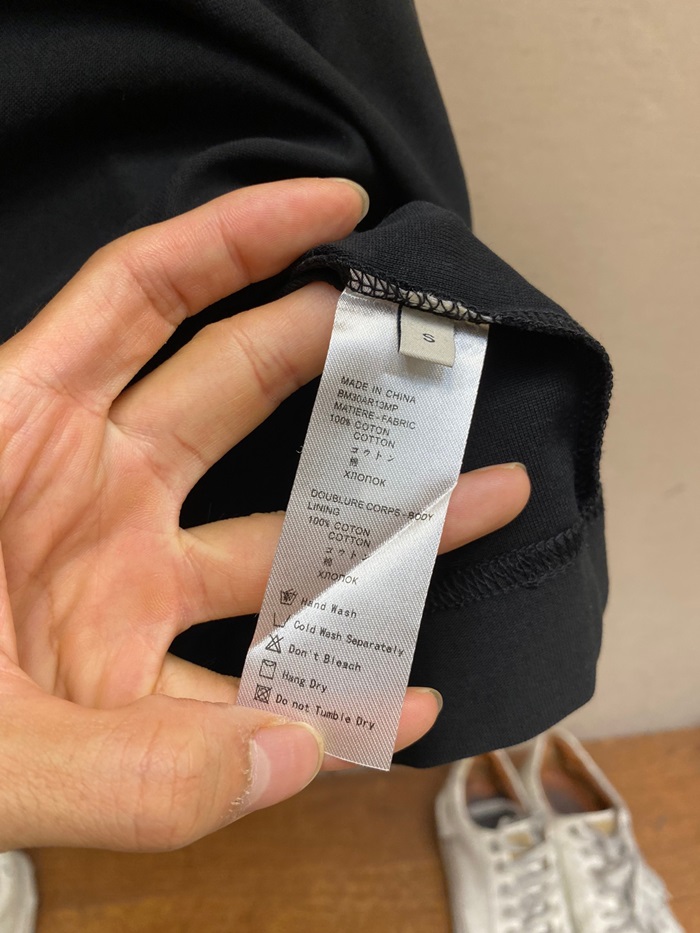 S
MADE IN CHINA
BM30AR13MP
MATIERE-FABRIC
100% COTON
COTTON
コウトン
棉
ХЛОПОК
DOUBLURE CORPS-BODY
LINING
100% COTON
COTTON
コウトン
棉
ХЛОПОК
Hand Wash
Cold Wash Separately
Don't Bleach
Hang Dry
Do not Tumble Dry